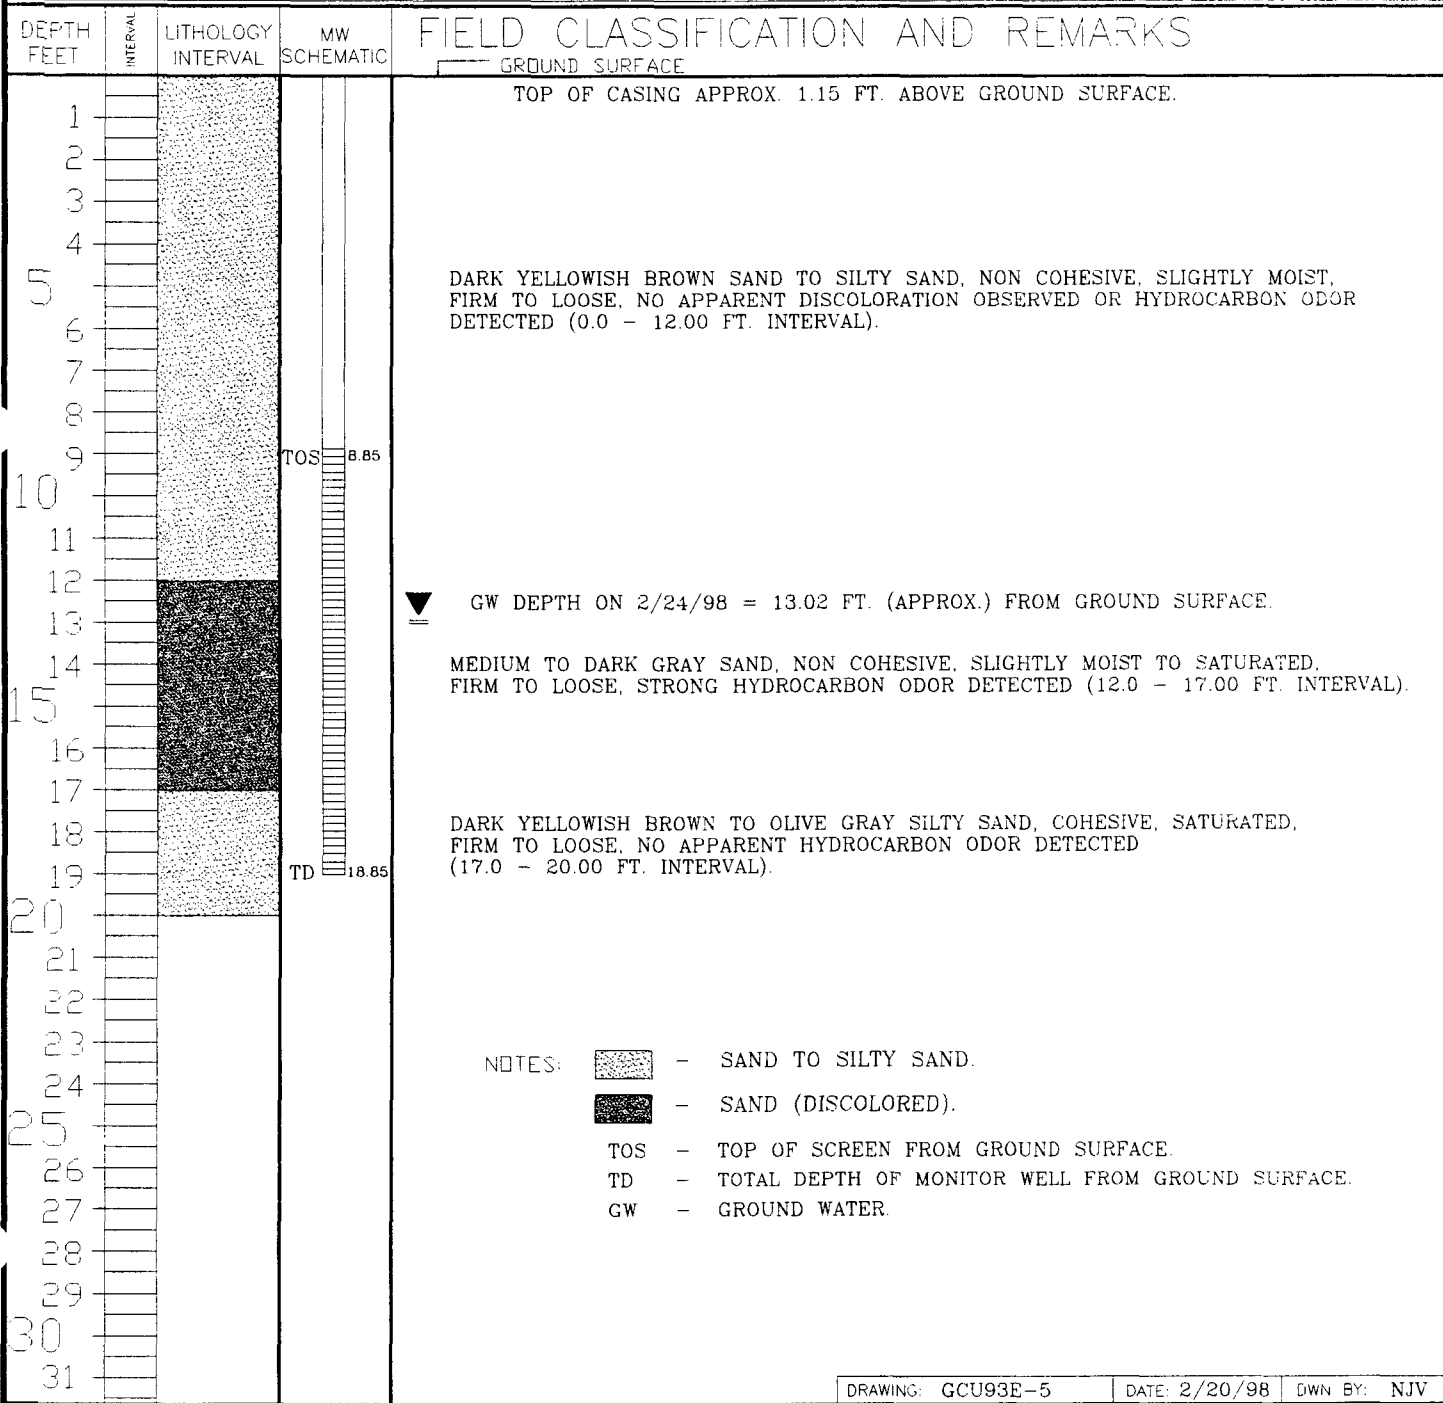 DEPTH FEET
INTERVAL
LITHOLOGY INTERVAL
MW SCHEMATIC
FIELD CLASSIFICATION AND REMARKS
GROUND SURFACE
TOP OF CASING APPROX. 1.15 FT. ABOVE GROUND SURFACE.
1
2
3
4
5
DARK YELLOWISH BROWN SAND TO SILTY SAND, NON COHESIVE, SLIGHTLY MOIST,
FIRM TO LOOSE, NO APPARENT DISCOLORATION OBSERVED OR HYDROCARBON ODOR
DETECTED (0.0 - 12.00 FT. INTERVAL).
6
7
8
9
TOS 8.85
10
11
12
GW DEPTH ON 2/24/98 = 13.02 FT. (APPROX.) FROM GROUND SURFACE.
13
14
MEDIUM TO DARK GRAY SAND, NON COHESIVE, SLIGHTLY MOIST TO SATURATED,
FIRM TO LOOSE, STRONG HYDROCARBON ODOR DETECTED (12.0 - 17.00 FT. INTERVAL).
15
16
17
18
DARK YELLOWISH BROWN TO OLIVE GRAY SILTY SAND, COHESIVE, SATURATED,
FIRM TO LOOSE, NO APPARENT HYDROCARBON ODOR DETECTED
(17.0 - 20.00 FT. INTERVAL).
19
TD 18.85
20
21
22
23
24
25
26
27
28
29
30
31
NOTES:
- SAND TO SILTY SAND.
- SAND (DISCOLORED).
TOS - TOP OF SCREEN FROM GROUND SURFACE.
TD - TOTAL DEPTH OF MONITOR WELL FROM GROUND SURFACE.
GW - GROUND WATER.
DRAWING: GCU93E-5 DATE: 2/20/98 DWN BY: NJV